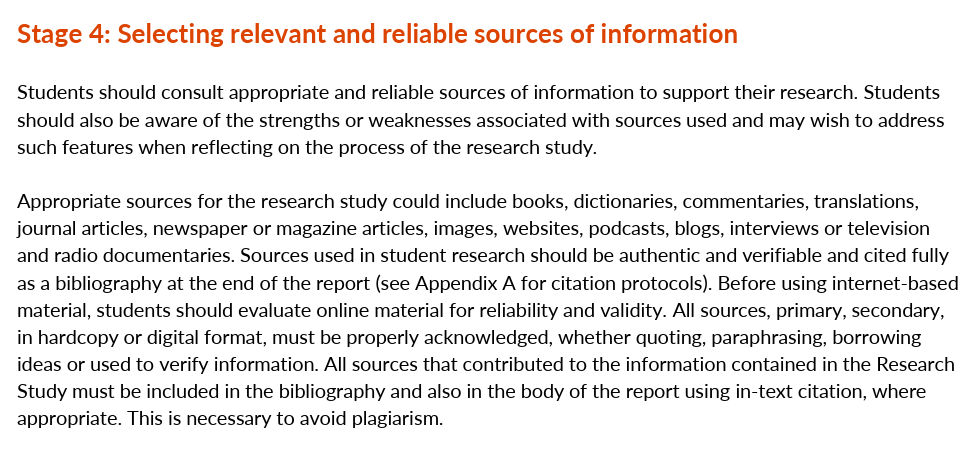 Stage 4: Selecting relevant and reliable sources of information
Students should consult appropriate and reliable sources of information to support their research. Students
should also be aware of the strengths or weaknesses associated with sources used and may wish to address
such features when reflecting on the process of the research study.
Appropriate sources for the research study could include books, dictionaries, commentaries, translations,
journal articles, newspaper or magazine articles, images, websites, podcasts, blogs, interviews or television
and radio documentaries. Sources used in student research should be authentic and verifiable and cited fully
as a bibliography at the end of the report (see Appendix A for citation protocols). Before using internet-based
material, students should evaluate online material for reliability and validity. All sources, primary, secondary,
in hardcopy or digital format, must be properly acknowledged, whether quoting, paraphrasing, borrowing
ideas or used to verify information. All sources that contributed to the information contained in the Research
Study must be included in the bibliography and also in the body of the report using in-text citation, where
appropriate. This is necessary to avoid plagiarism.